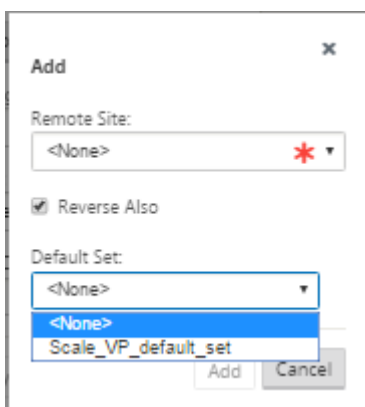 Add
Remote Site:
<None>
Reverse Also
Default Set:
<None>
<None>
Scale_VP_default_set
Add
Cancel